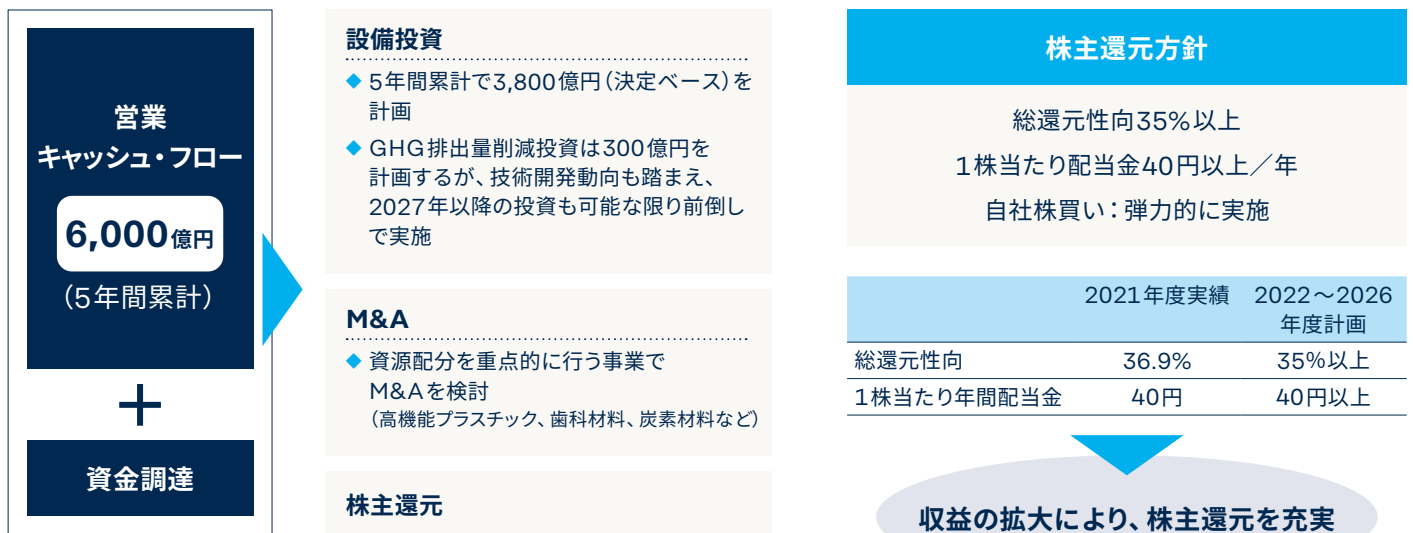 営業
キャッシュ・フロー
6,000億円
（5年間累計）
＋
資金調達
設備投資
◆ 5年間累計で3,800億円（決定ベース）を
計画
◆ GHG排出量削減投資は300億円を
計画するが、技術開発動向も踏まえ、
2027年以降の投資も可能な限り前倒し
で実施
M&A
◆ 資源配分を重点的に行う事業で
M&Aを検討
（高機能プラスチック、歯科材料、炭素材料など）
株主還元
株主還元方針
総還元性向35%以上
1株当たり配当金40円以上／年
自社株買い：弾力的に実施
2021年度実績 2022～2026
年度計画
総還元性向 36.9% 35%以上
1株当たり年間配当金 40円 40円以上
収益の拡大により、株主還元を充実